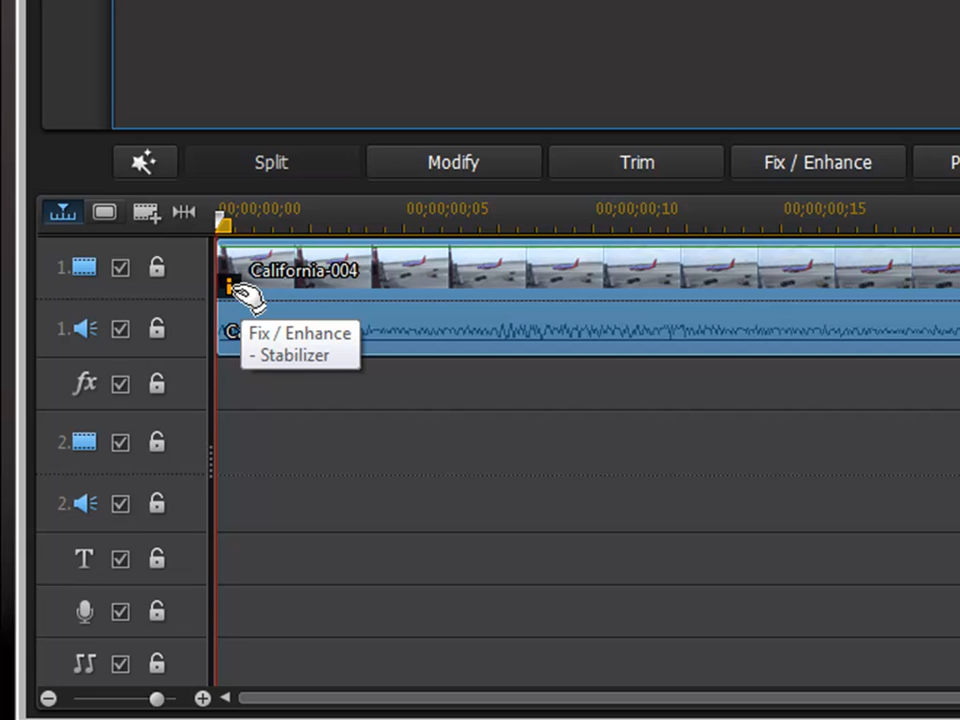 Split Modify Trim Fix / Enhance P
00;00;00;00 00;00;00;05 00;00;00;10 00;00;00;15
1. California-004
1. C
Fix / Enhance
- Stabilizer
fx
2.
2.
T